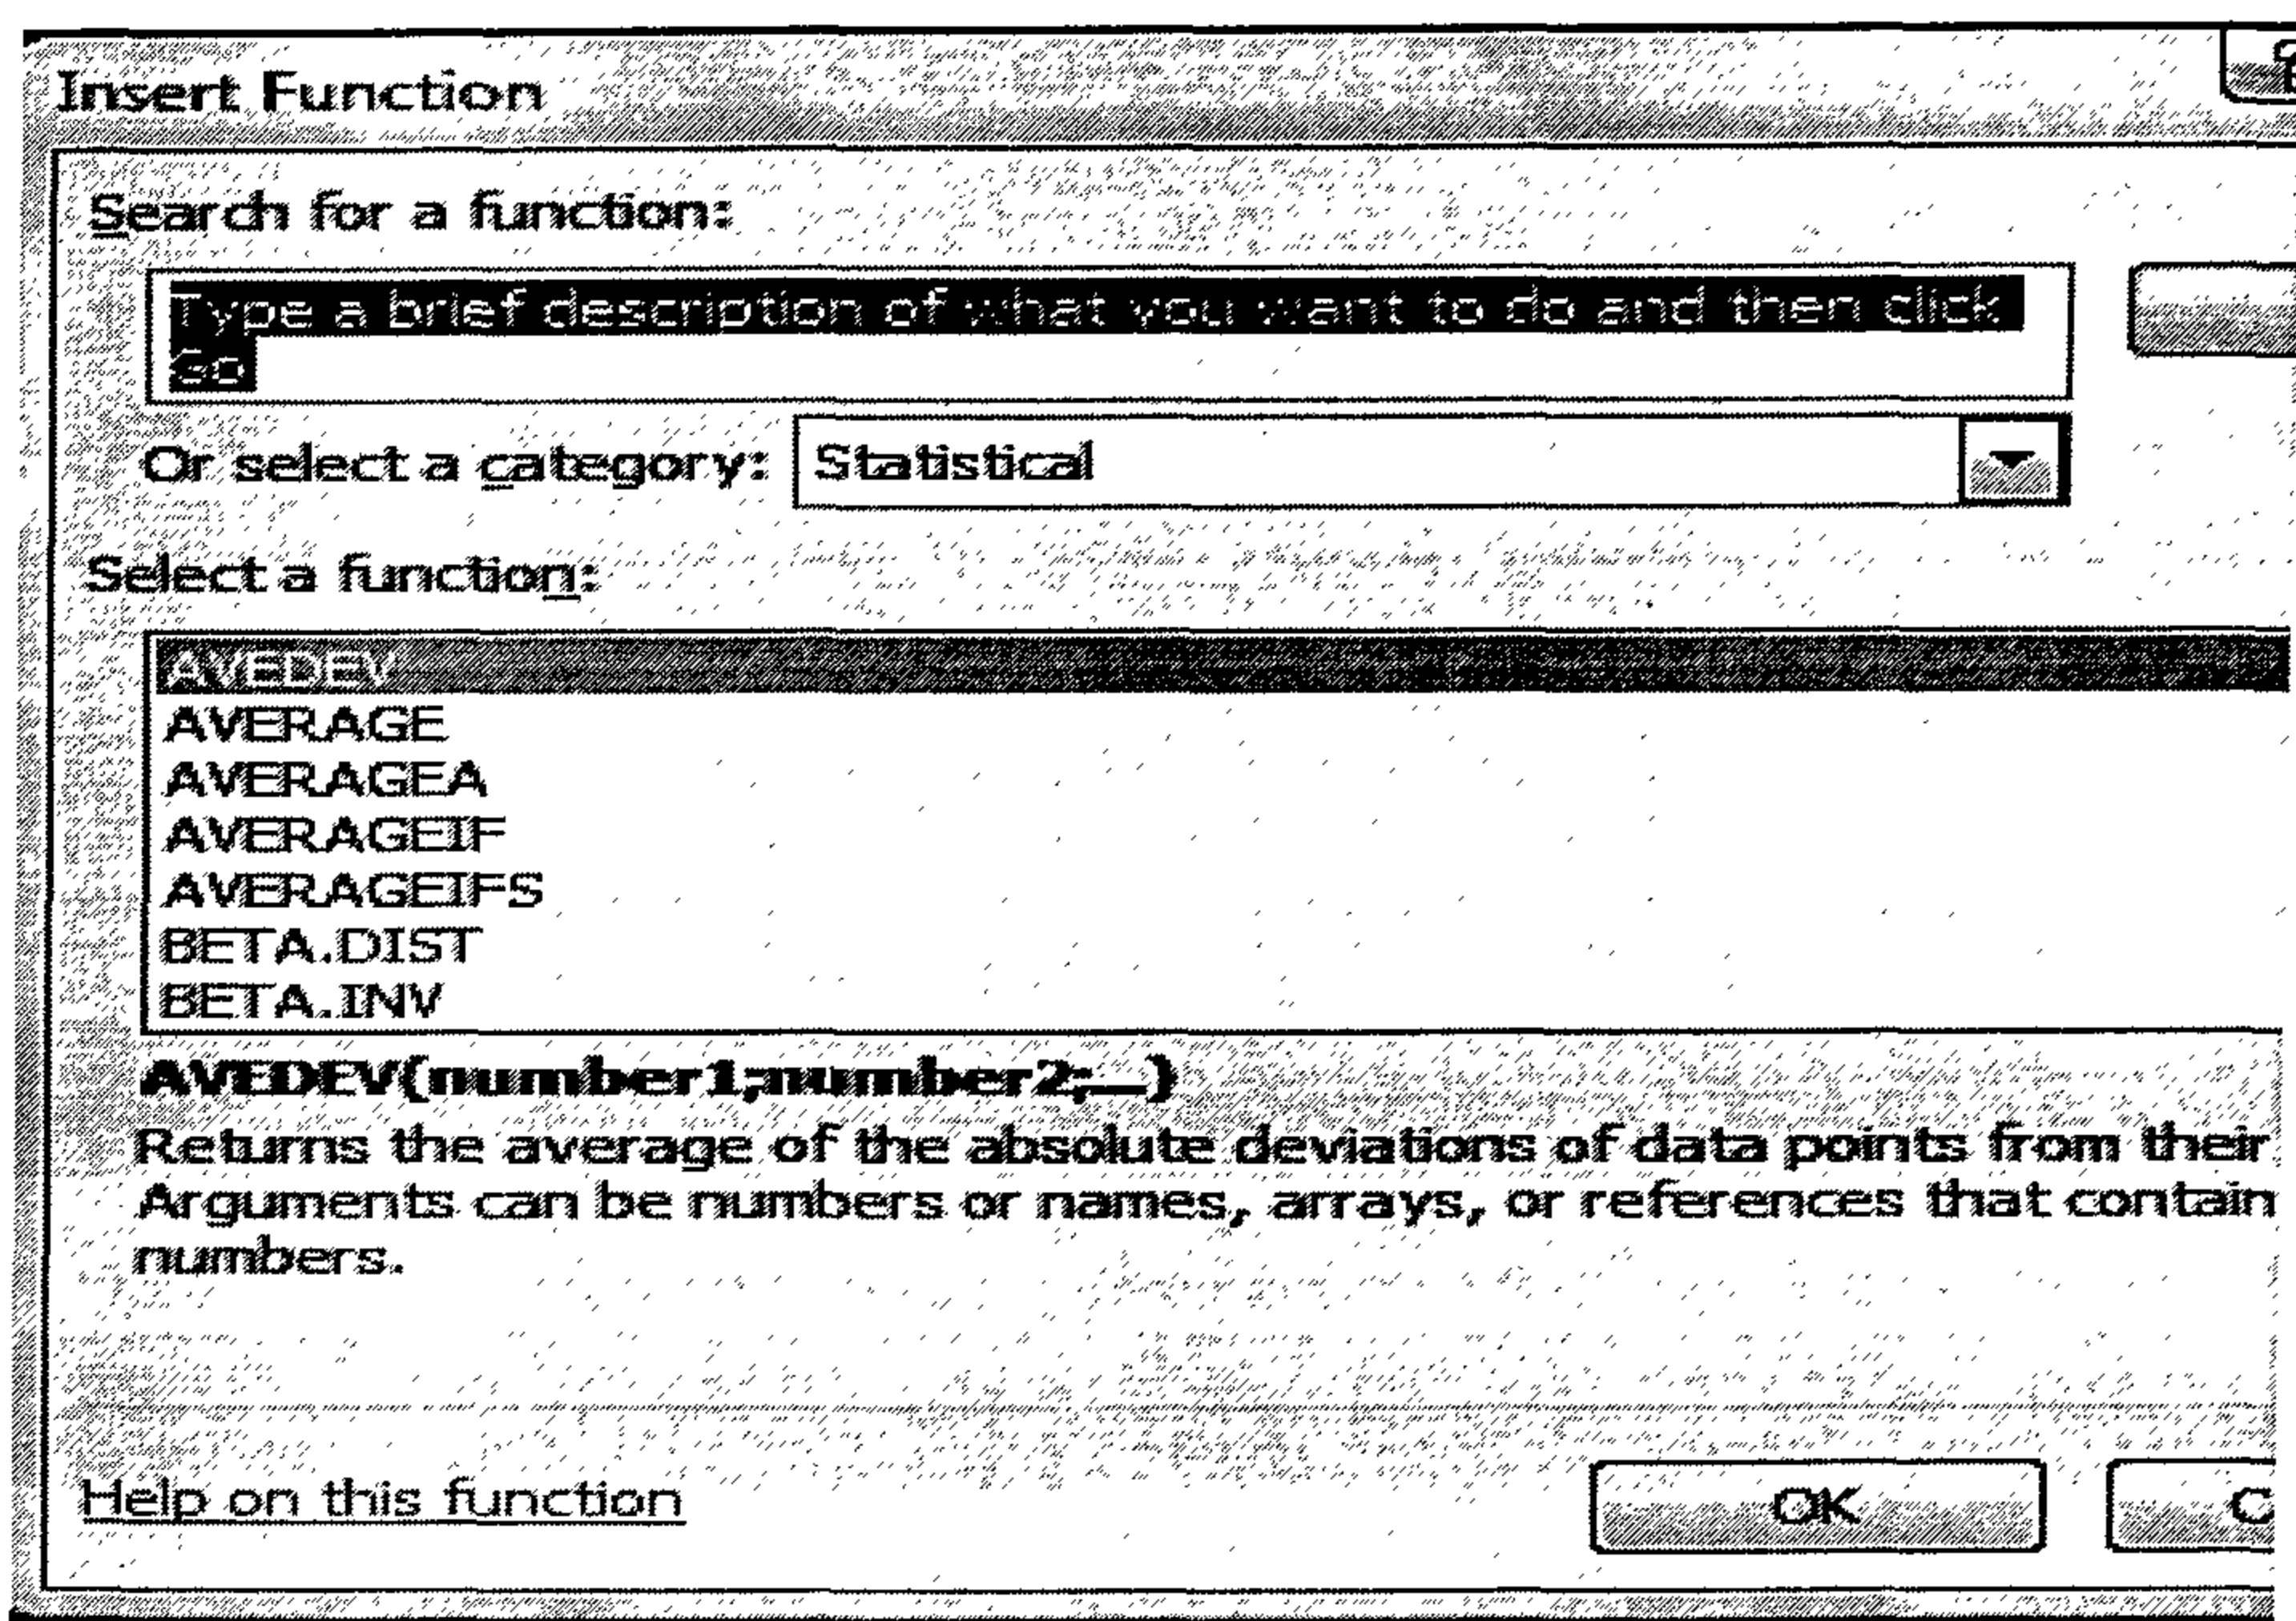 Insert Function
Search for a function:
Type a brief description of what you want to do and then click
Go
Or select a category: Statistical
Select a function:
AVEDEV
AVERAGE
AVERAGEA
AVERAGEIF
AVERAGEIFS
BETA.DIST
BETA.INV
AVEDEV(number1;number2;...)
Returns the average of the absolute deviations of data points from their
Arguments can be numbers or names, arrays, or references that contain
numbers.
Help on this function
OK
C